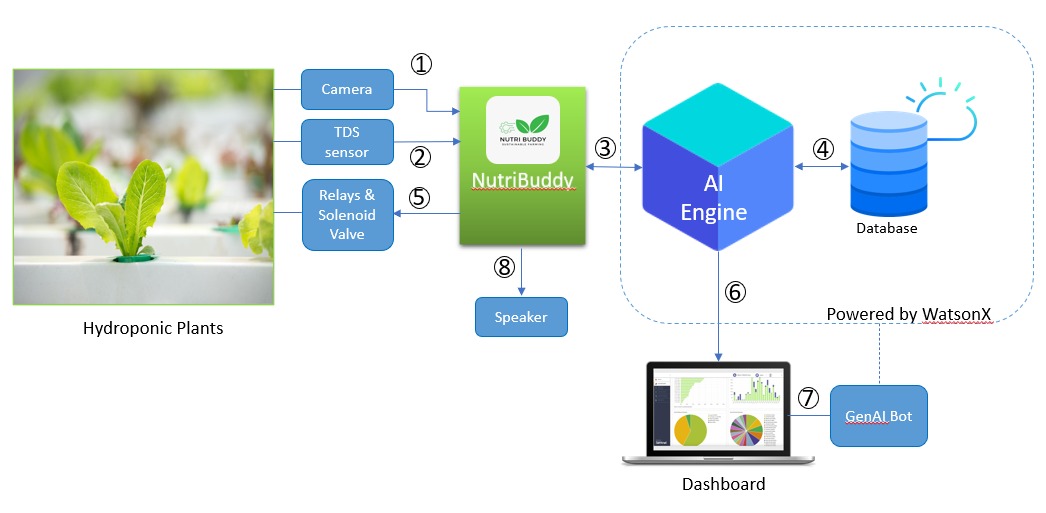 ①
Camera
TDS
sensor
②
Relays &
Solenoid
Valve
⑤
NUTRI BUDDY
SUSTAINABLE FARMING
NutriBuddy
③
AI
Engine
④
Database
⑧
Speaker
⑥
Powered by WatsonX
Hydroponic Plants
⑦
GenAI Bot
Dashboard